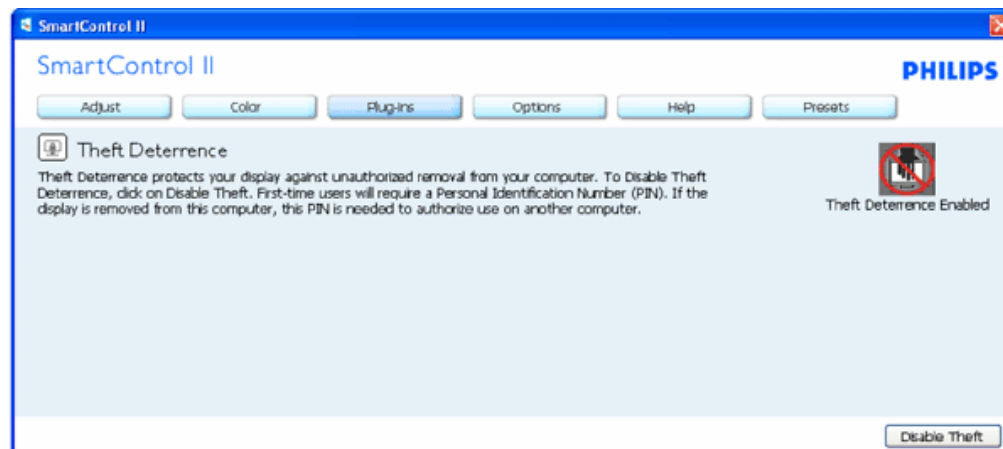 SmartControl II
SmartControl II
PHILIPS
Adjust Color Plug-Ins Options Help Presets
Theft Deterrence
Theft Deterrence protects your display against unauthorized removal from your computer. To Disable Theft
Deterrence, click on Disable Theft. First-time users will require a Personal Identification Number (PIN). If the
display is removed from this computer, this PIN is needed to authorize use on another computer.
Theft Deterrence Enabled
Disable Theft